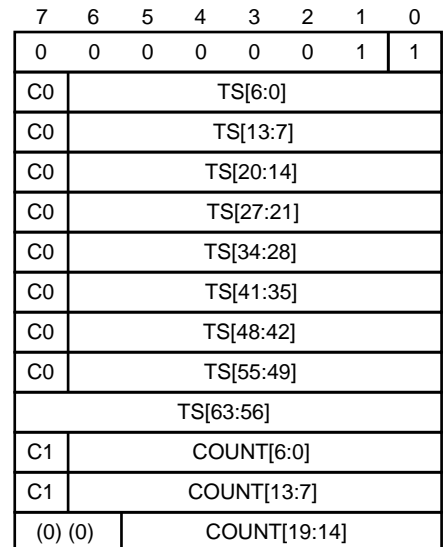 7 6 5 4 3 2 1 0
0 0 0 0 0 0 1 1
C0 TS[6:0]
C0 TS[13:7]
C0 TS[20:14]
C0 TS[27:21]
C0 TS[34:28]
C0 TS[41:35]
C0 TS[48:42]
C0 TS[55:49]
TS[63:56]
C1 COUNT[6:0]
C1 COUNT[13:7]
(0) (0) COUNT[19:14]